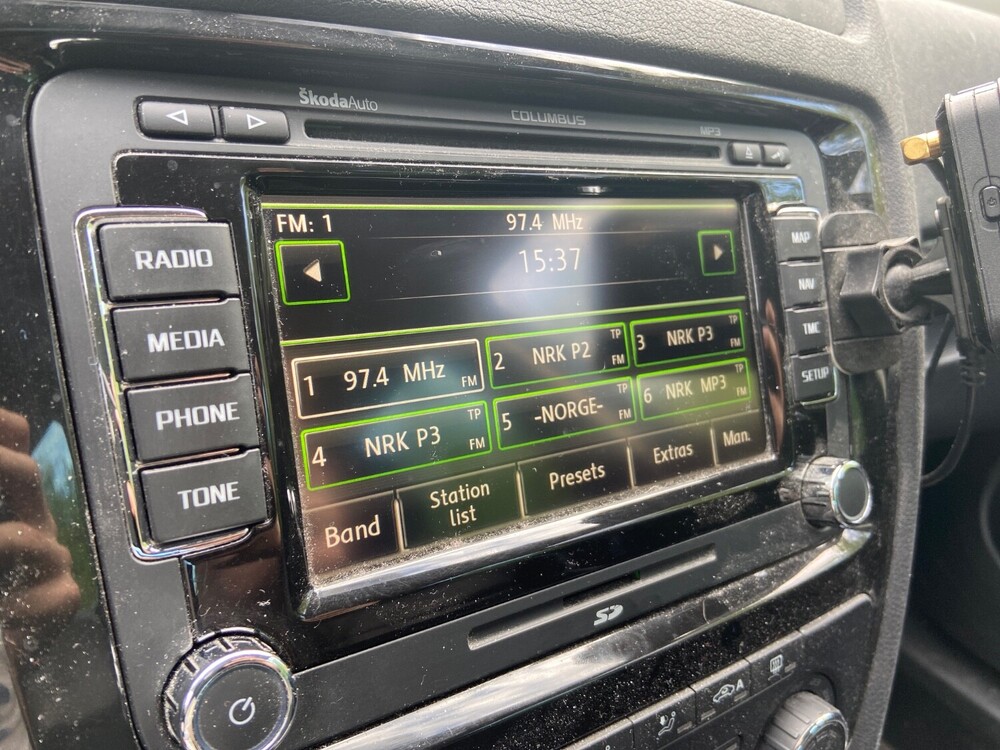 ŠkodaAuto
COLUMBUS
MP3
RADIO
MEDIA
PHONE
TONE
FM: 1
97.4 MHz
15:37
1 97.4 MHz FM
2 NRK P2 TP FM
3 NRK P3 TP FM
4 NRK P3 TP FM
5 -NORGE- TP FM
6 NRK MP3 TP FM
Band
Station
list
Presets
Extras
Man.
MAP
NAV
TMC
SETUP
SD
A